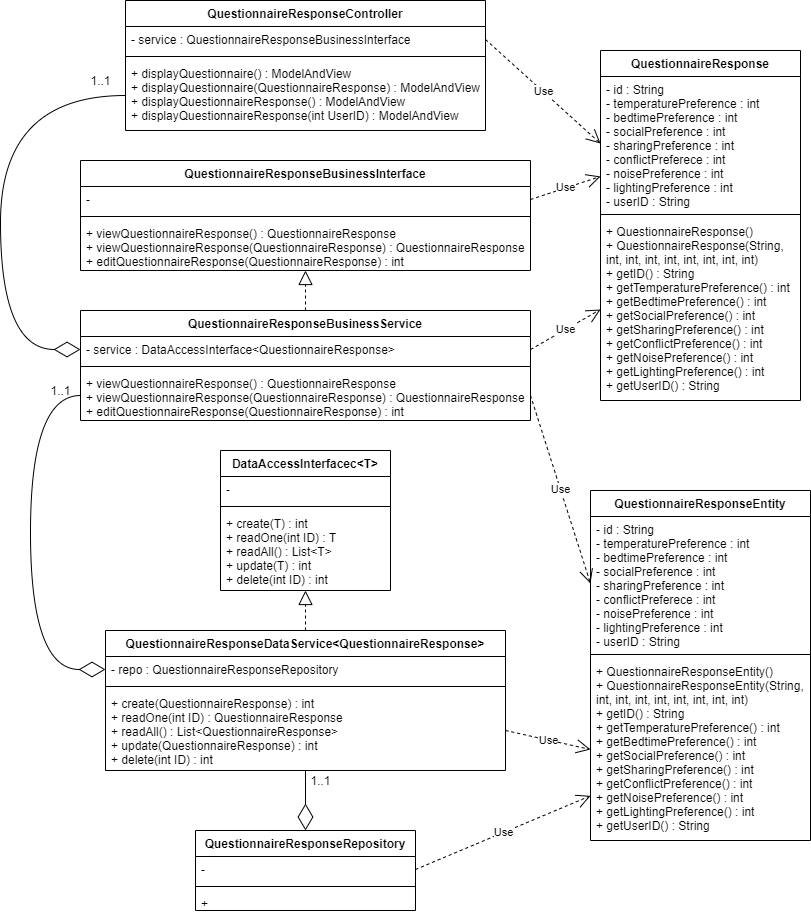 QuestionnaireResponseController
- service : QuestionnaireResponseBusinessInterface
+ displayQuestionnaire() : ModelAndView
+ displayQuestionnaire(QuestionnaireResponse) : ModelAndView
+ displayQuestionnaireResponse() : ModelAndView
+ displayQuestionnaireResponse(int UserID) : ModelAndView
1..1
Use
QuestionnaireResponse
- id : String
- temperaturePreference : int
- bedtimePreference : int
- socialPreference : int
- sharingPreference : int
- conflictPreferece : int
- noisePreference : int
- lightingPreference : int
- userID : String
+ QuestionnaireResponse()
+ QuestionnaireResponse(String,
int, int, int, int, int, int, int, int)
+ getID() : String
+ getTemperaturePreference() : int
+ getBedtimePreference() : int
+ getSocialPreference() : int
+ getSharingPreference() : int
+ getConflictPreference() : int
+ getNoisePreference() : int
+ getLightingPreference() : int
+ getUserID() : String
QuestionnaireResponseBusinessInterface
-
+ viewQuestionnaireResponse() : QuestionnaireResponse
+ viewQuestionnaireResponse(QuestionnaireResponse) : QuestionnaireResponse
+ editQuestionnaireResponse(QuestionnaireResponse) : int
Use
QuestionnaireResponseBusinessService
- service : DataAccessInterface<QuestionnaireResponse>
+ viewQuestionnaireResponse() : QuestionnaireResponse
+ viewQuestionnaireResponse(QuestionnaireResponse) : QuestionnaireResponse
+ editQuestionnaireResponse(QuestionnaireResponse) : int
Use
1..1
Use
DataAccessInterfacec<T>
-
+ create(T) : int
+ readOne(int ID) : T
+ readAll() : List<T>
+ update(T) : int
+ delete(int ID) : int
QuestionnaireResponseEntity
- id : String
- temperaturePreference : int
- bedtimePreference : int
- socialPreference : int
- sharingPreference : int
- conflictPreferece : int
- noisePreference : int
- lightingPreference : int
- userID : String
+ QuestionnaireResponseEntity()
+ QuestionnaireResponseEntity(String,
int, int, int, int, int, int, int, int)
+ getID() : String
+ getTemperaturePreference() : int
+ getBedtimePreference() : int
+ getSocialPreference() : int
+ getSharingPreference() : int
+ getConflictPreference() : int
+ getNoisePreference() : int
+ getLightingPreference() : int
+ getUserID() : String
QuestionnaireResponseDataService<QuestionnaireResponse>
- repo : QuestionnaireResponseRepository
+ create(QuestionnaireResponse) : int
+ readOne(int ID) : QuestionnaireResponse
+ readAll() : List<QuestionnaireResponse>
+ update(QuestionnaireResponse) : int
+ delete(int ID) : int
Use
1..1
QuestionnaireResponseRepository
-
+
Use